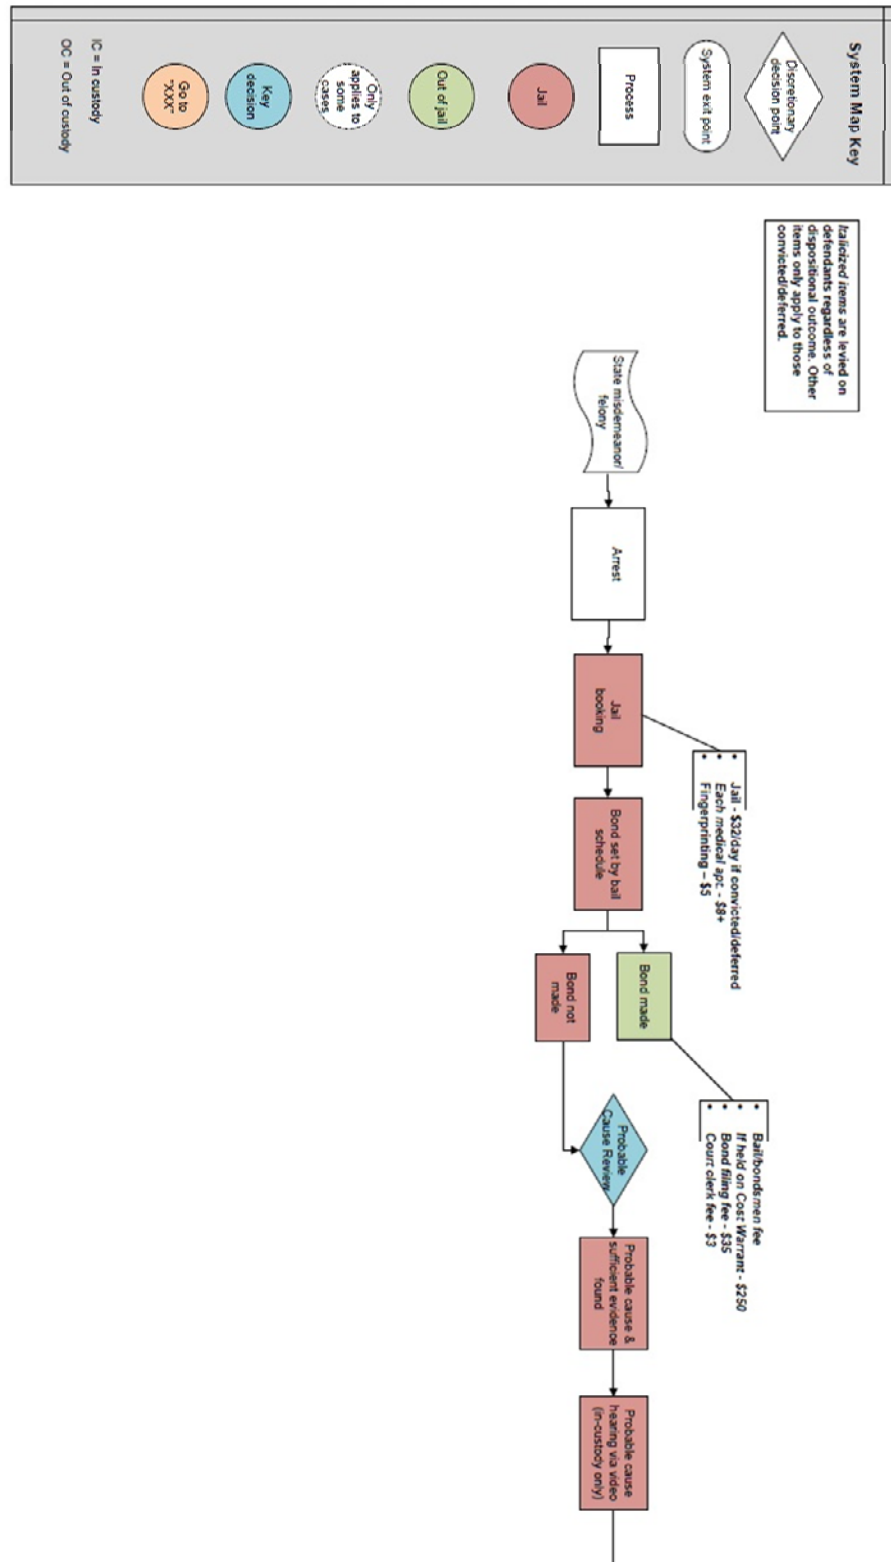 System Map Key
Discretionary
decision point
System exit point
Process
Jail
Out of jail
Only
applies to
some
cases
Key
decision
Go to
"XXX"
IC = In custody
OC = Out of custody
Italicized items are levied on
defendants regardless of
dispositional outcome. Other
items only apply to those
convicted/deferred.
State misdemeanor/
felony
Arrest
Jail
booking
• Jail - $32/day if convicted/deferred
• Each medical apt. - $8+
• Fingerprinting – $5
Bond set by bail
schedule
Bond made
Bond not
made
• Bail/bondsmen fee
• If held on Cost Warrant - $250
• Bond filing fee - $35
• Court clerk fee - $3
Probable
Cause Review
Probable cause &
sufficient evidence
found
Probable cause
hearing via video
(in-custody only)